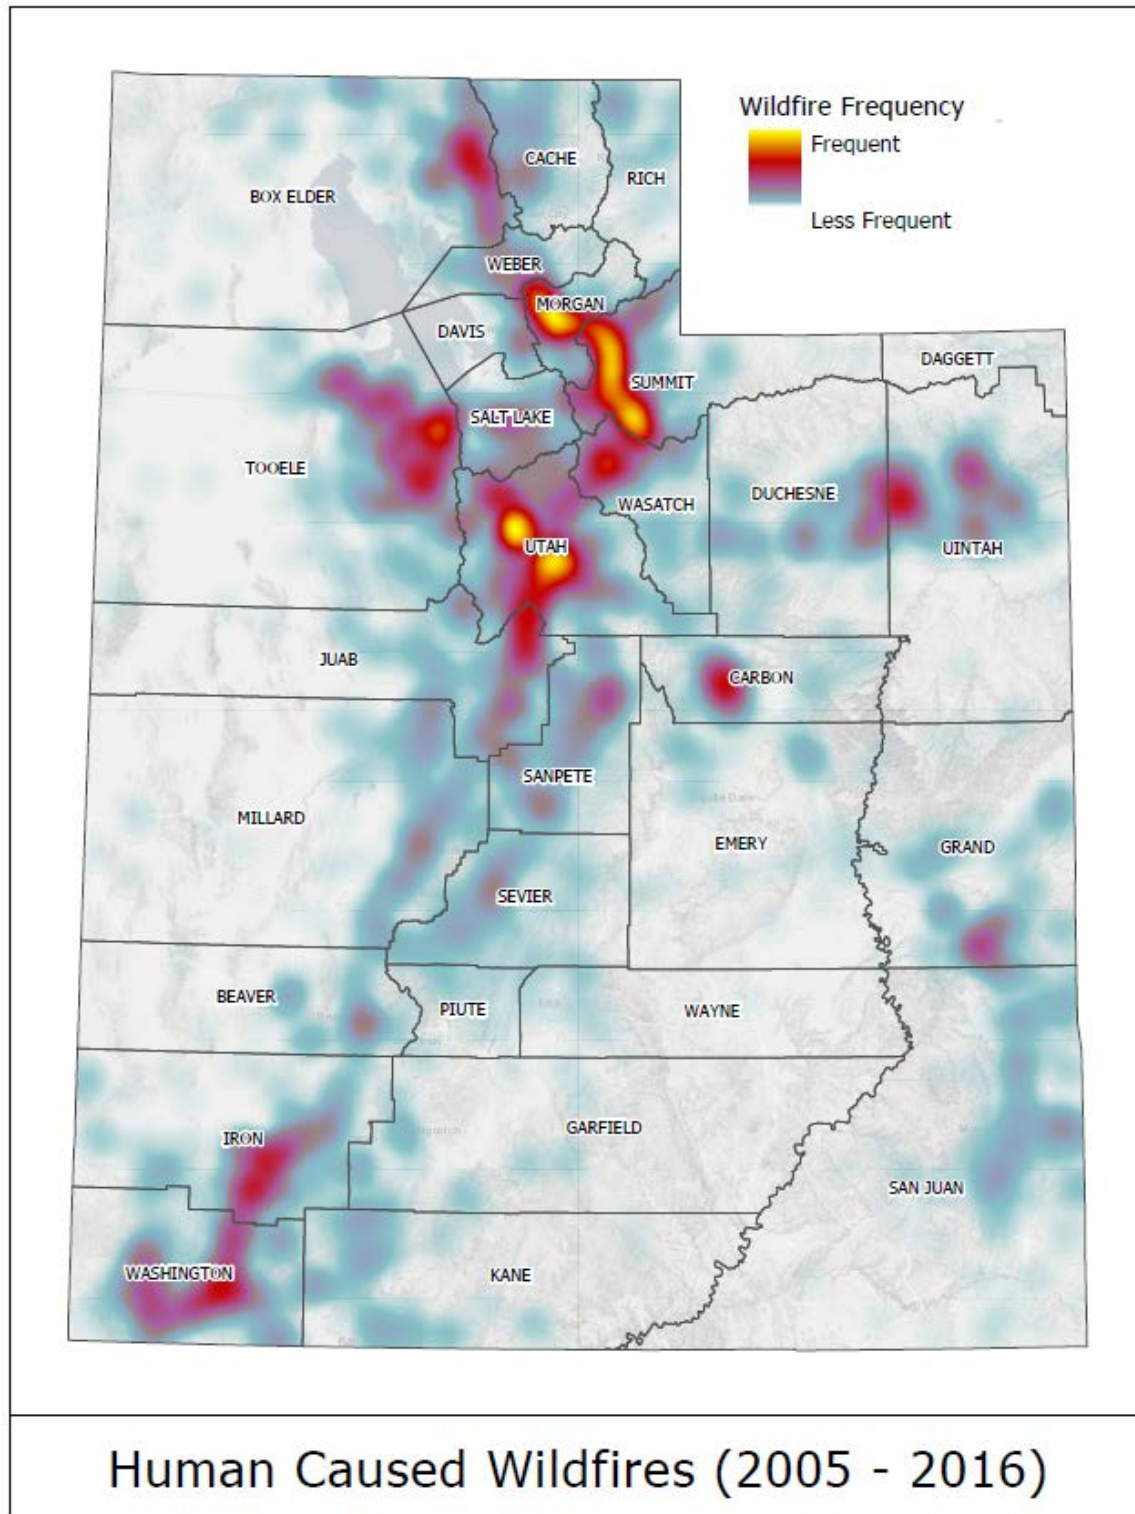 Wildfire Frequency
Frequent
Less Frequent
CACHE
RICH
BOX ELDER
WEBER
MORGAN
DAVIS
DAGGETT
SUMMIT
SALT LAKE
TOOELE
DUCHESNE
WASATCH
UTAH
UINTAH
JUAB
CARBON
SANPETE
MILLARD
EMERY
GRAND
SEVIER
BEAVER
PIUTE
WAYNE
GARFIELD
IRON
SAN JUAN
WASHINGTON
KANE
Human Caused Wildfires (2005 - 2016)